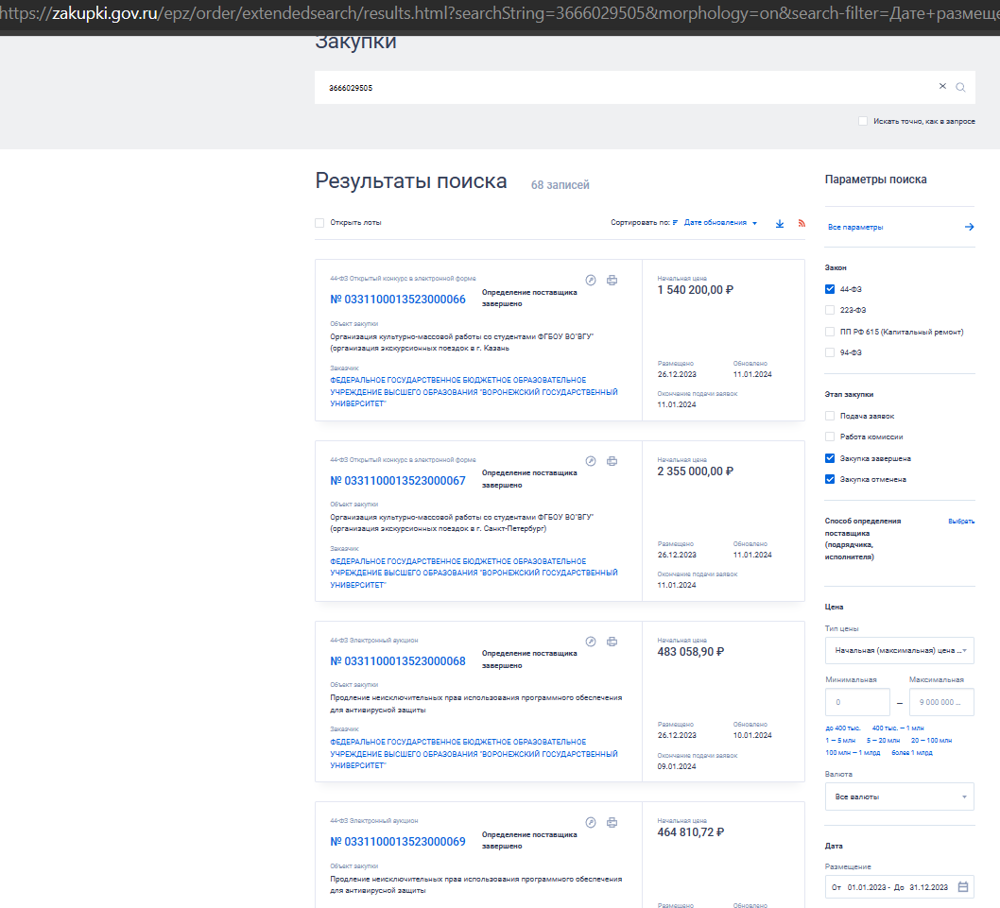 https://zakupki.gov.ru/epz/order/extendedsearch/results.html?searchString=3666029505&morphology=on&search-filter=Дате+размеще
Закупки
3666029505
Искать точно, как в запросе
Результаты поиска 68 записей
Открыть лоты
Сортировать по: Дате обновления
44-ФЗ Открытый конкурс в электронной форме
№ 0331100013523000066
Определение поставщика
завершено
Объект закупки
Организация культурно-массовой работы со студентами ФГБОУ ВО"ВГУ"
(организация экскурсионных поездок в г. Казань
Заказчик
ФЕДЕРАЛЬНОЕ ГОСУДАРСТВЕННОЕ БЮДЖЕТНОЕ ОБРАЗОВАТЕЛЬНОЕ
УЧРЕЖДЕНИЕ ВЫСШЕГО ОБРАЗОВАНИЯ "ВОРОНЕЖСКИЙ ГОСУДАРСТВЕННЫЙ
УНИВЕРСИТЕТ"
Начальная цена
1 540 200,00 ₽
Размещено Обновлено
26.12.2023 11.01.2024
Окончание подачи заявок
11.01.2024
44-ФЗ Открытый конкурс в электронной форме
№ 0331100013523000067
Определение поставщика
завершено
Объект закупки
Организация культурно-массовой работы со студентами ФГБОУ ВО"ВГУ"
(организация экскурсионных поездок в г. Санкт-Петербург)
Заказчик
ФЕДЕРАЛЬНОЕ ГОСУДАРСТВЕННОЕ БЮДЖЕТНОЕ ОБРАЗОВАТЕЛЬНОЕ
УЧРЕЖДЕНИЕ ВЫСШЕГО ОБРАЗОВАНИЯ "ВОРОНЕЖСКИЙ ГОСУДАРСТВЕННЫЙ
УНИВЕРСИТЕТ"
Начальная цена
2 355 000,00 ₽
Размещено Обновлено
26.12.2023 11.01.2024
Окончание подачи заявок
11.01.2024
44-ФЗ Электронный аукцион
№ 0331100013523000068
Определение поставщика
завершено
Объект закупки
Продление неисключительных прав использования программного обеспечения
для антивирусной защиты
Заказчик
ФЕДЕРАЛЬНОЕ ГОСУДАРСТВЕННОЕ БЮДЖЕТНОЕ ОБРАЗОВАТЕЛЬНОЕ
УЧРЕЖДЕНИЕ ВЫСШЕГО ОБРАЗОВАНИЯ "ВОРОНЕЖСКИЙ ГОСУДАРСТВЕННЫЙ
УНИВЕРСИТЕТ"
Начальная цена
483 058,90 ₽
Размещено Обновлено
26.12.2023 10.01.2024
Окончание подачи заявок
09.01.2024
44-ФЗ Электронный аукцион
№ 0331100013523000069
Определение поставщика
завершено
Объект закупки
Продление неисключительных прав использования программного обеспечения
для антивирусной защиты
Начальная цена
464 810,72 ₽
Размещено Обновлено
Параметры поиска
Все параметры
Закон
44-ФЗ
223-ФЗ
ПП РФ 615 (Капитальный ремонт)
94-ФЗ
Этап закупки
Подача заявок
Работа комиссии
Закупка завершена
Закупка отменена
Способ определения Выбрать
поставщика
(подрядчика,
исполнителя)
Цена
Тип цены
Начальная (максимальная) цена ...
Минимальная Максимальная
0 — 9 000 000 ...
до 400 тыс. 400 тыс. — 1 млн
1 — 5 млн 5 — 20 млн 20 — 100 млн
100 млн — 1 млрд более 1 млрд
Валюта
Все валюты
Дата
Размещение
От 01.01.2023 - До 31.12.2023